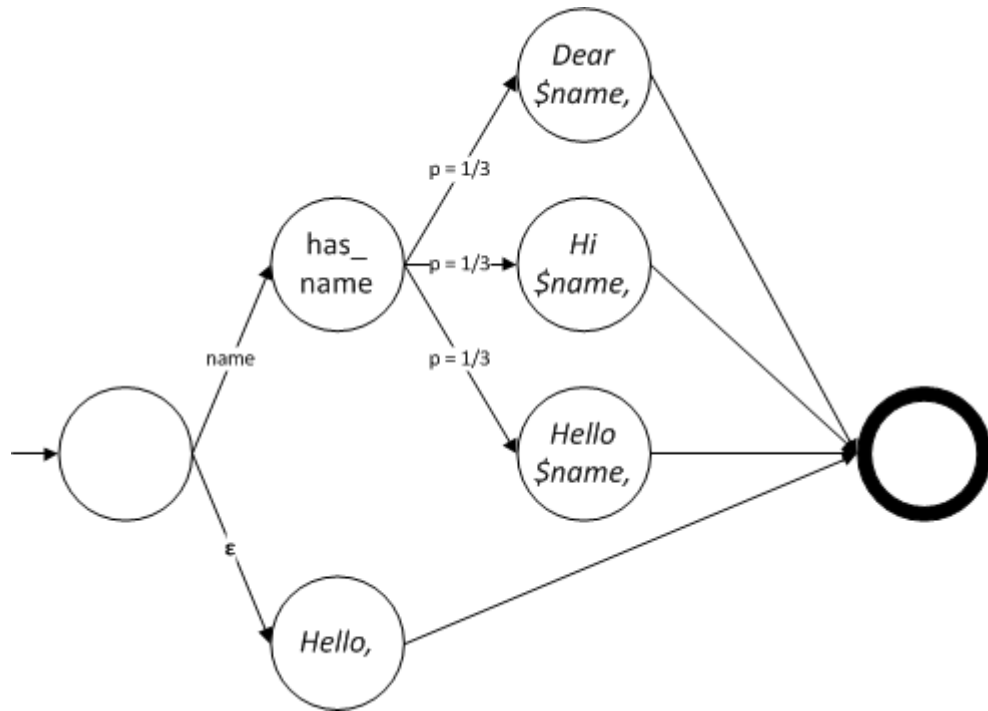 Dear
$name,
p = 1/3
has_
name
p = 1/3
Hi
$name,
name
p = 1/3
Hello
$name,
ε
Hello,